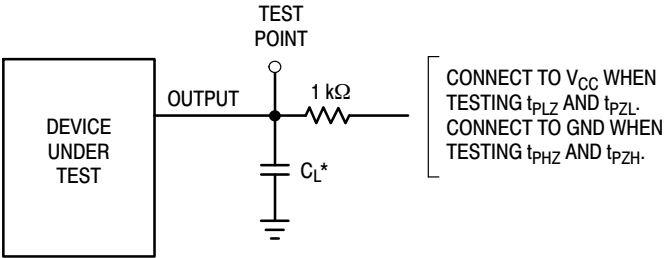 TEST
POINT
DEVICE
UNDER
TEST
OUTPUT
1 kΩ
C_L*
CONNECT TO V_CC WHEN
TESTING t_PLZ AND t_PZL.
CONNECT TO GND WHEN
TESTING t_PHZ AND t_PZH.